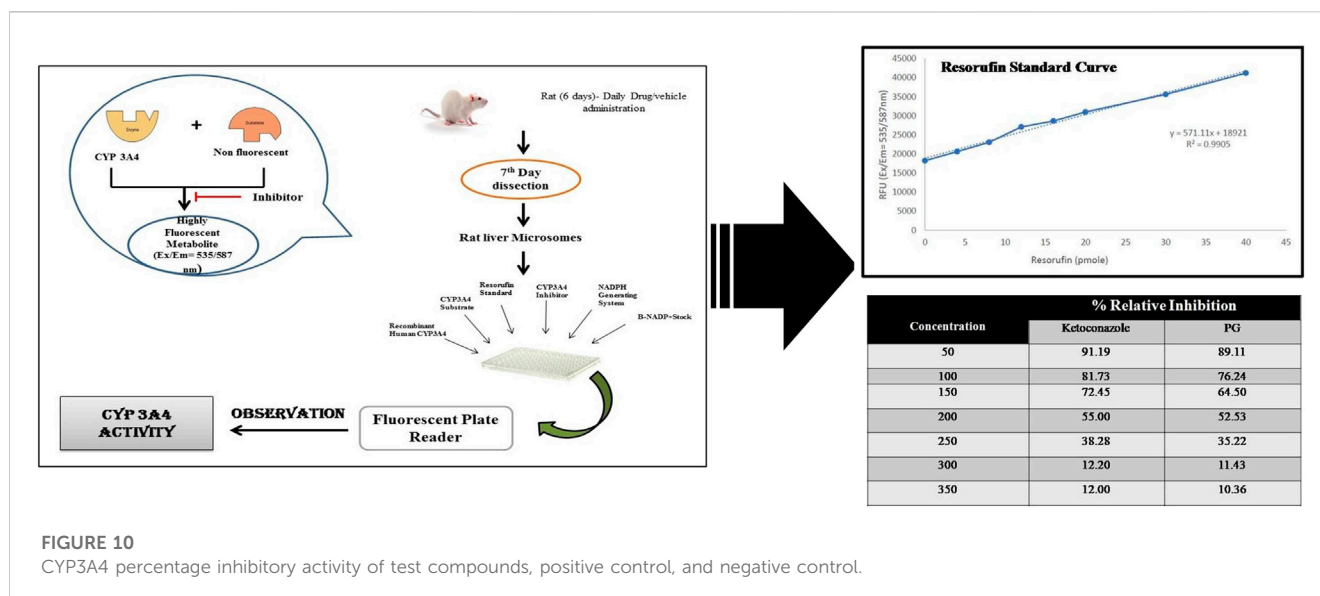 Enzyme
+
Substrate
CYP 3A4
Non fluorescent
Inhibitor
Highly
Fluorescent
Metabolite
(Ex/Em= 535/587
nm)
Rat (6 days)- Daily Drug/vehicle
administration
7th Day
dissection
Rat liver Microsomes
Recombinant
Human CYP3A4
CYP3A4
Substrate
Resorufin
Standard
CYP3A4
Inhibitor
NADPH
Generating
System
B-NADP+Stock
Fluorescent Plate
Reader
OBSERVATION
CYP 3A4
ACTIVITY
Resorufin Standard Curve
RFU (Ex/Em= 535/587nm)
45000
40000
35000
30000
25000
20000
15000
10000
5000
0
y = 571.11x + 18921
R² = 0.9905
0 5 10 15 20 25 30 35 40 45
Resorufin (pmole)
% Relative Inhibition
Concentration Ketoconazole PG
50 91.19 89.11
100 81.73 76.24
150 72.45 64.50
200 55.00 52.53
250 38.28 35.22
300 12.20 11.43
350 12.00 10.36
FIGURE 10
CYP3A4 percentage inhibitory activity of test compounds, positive control, and negative control.